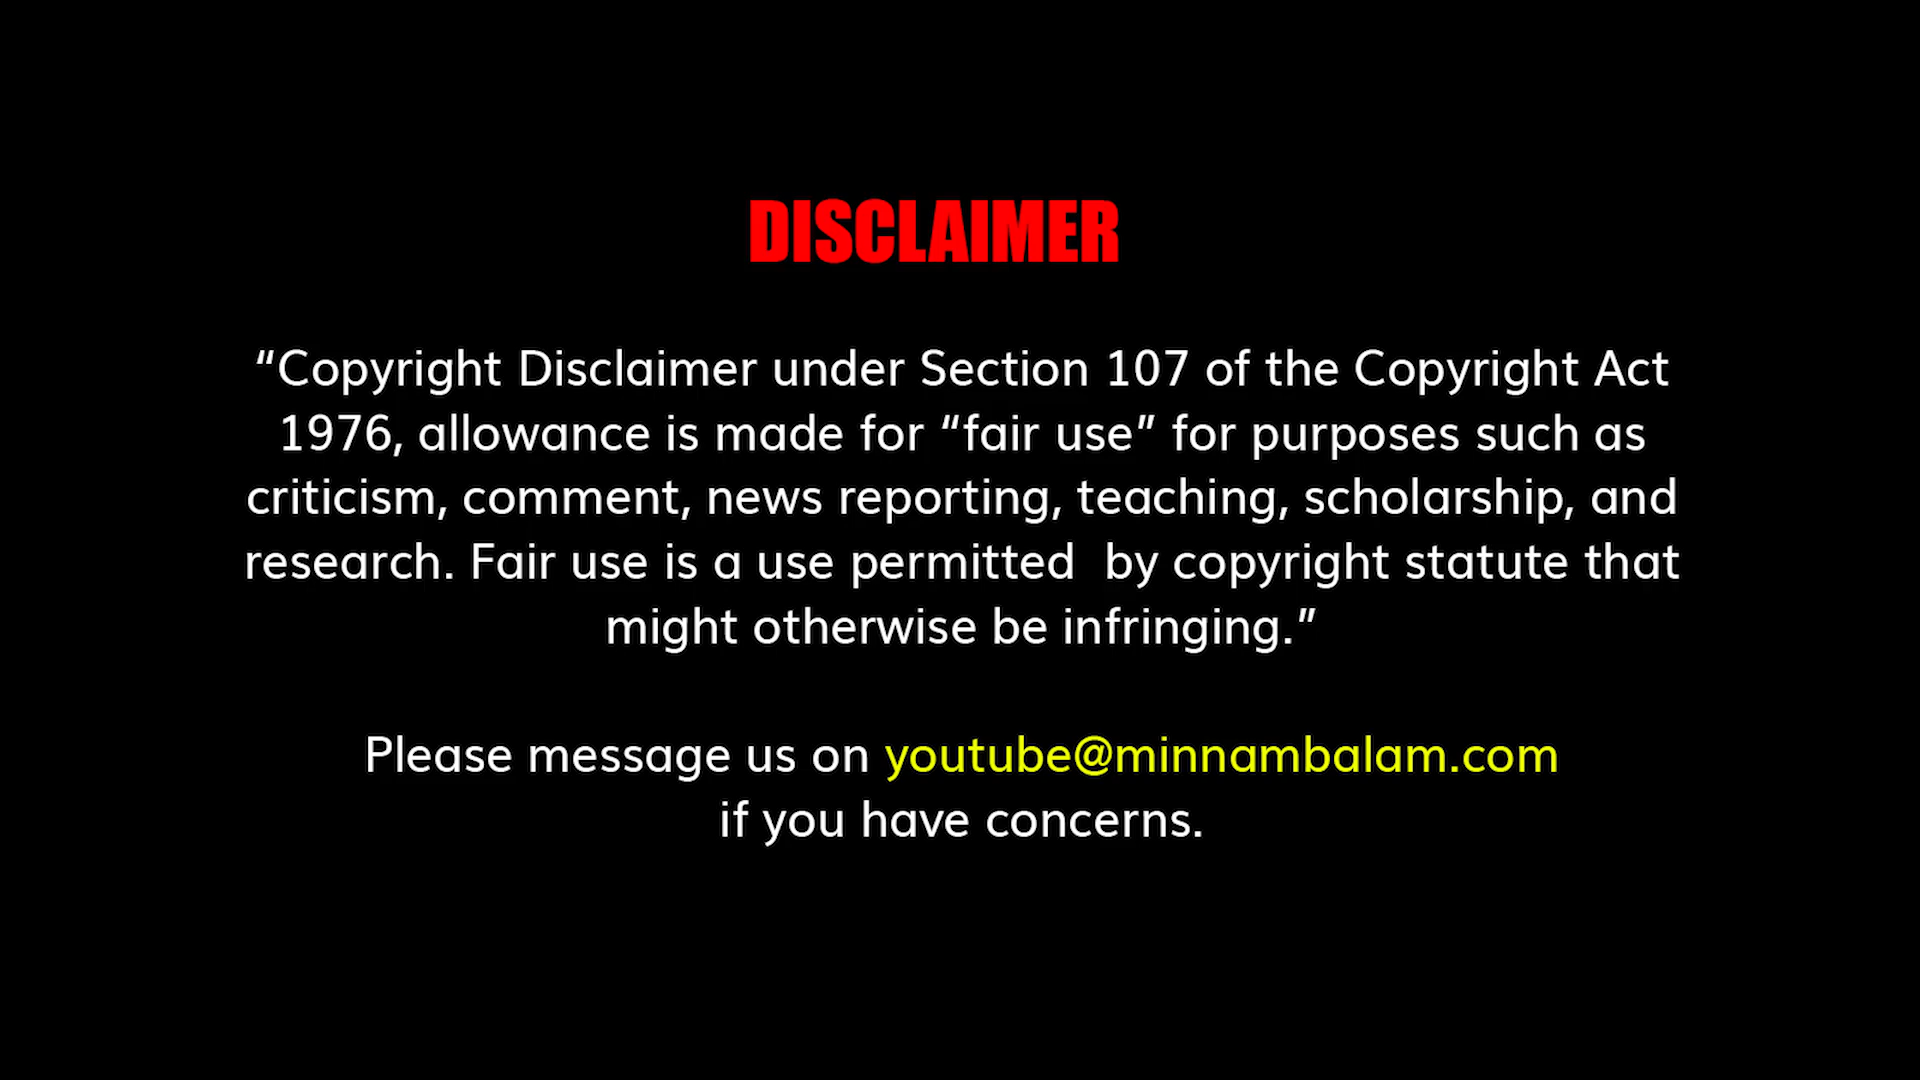 DISCLAIMER
“Copyright Disclaimer under Section 107 of the Copyright Act
1976, allowance is made for “fair use” for purposes such as
criticism, comment, news reporting, teaching, scholarship, and
research. Fair use is a use permitted  by copyright statute that
might otherwise be infringing.”
Please message us on youtube@minnambalam.com
if you have concerns.